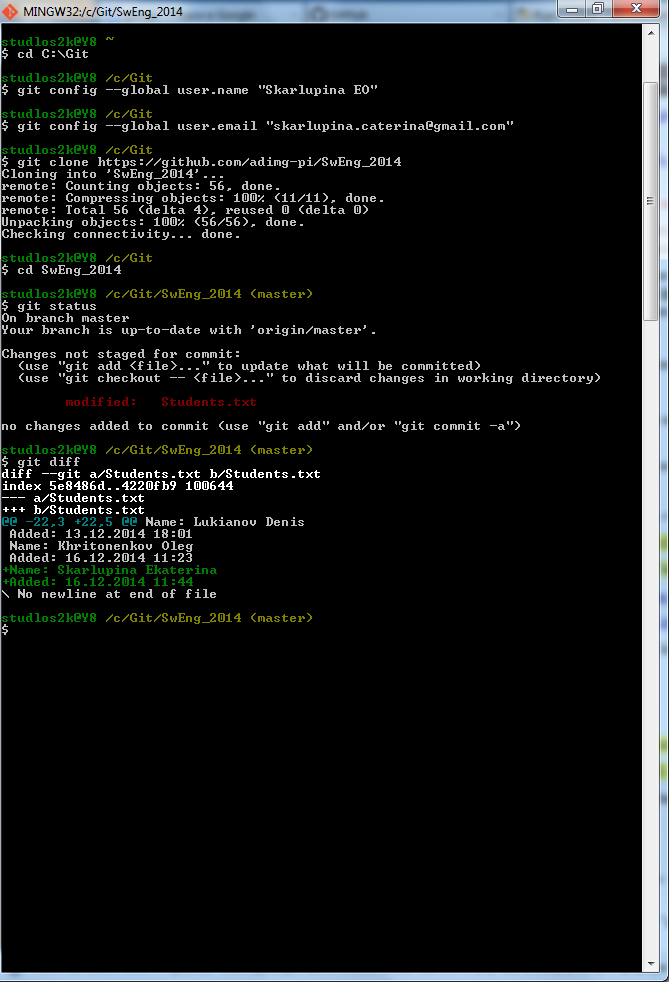 MINGW32:/c/Git/SwEng_2014
studlos2k@Y8 ~
$ cd C:\Git
studlos2k@Y8 /c/Git
$ git config --global user.name "Skarlupina EO"
studlos2k@Y8 /c/Git
$ git config --global user.email "skarlupina.caterina@gmail.com"
studlos2k@Y8 /c/Git
$ git clone https://github.com/adimg-pi/SwEng_2014
Cloning into 'SwEng_2014'...
remote: Counting objects: 56, done.
remote: Compressing objects: 100% (11/11), done.
remote: Total 56 (delta 4), reused 0 (delta 0)
Unpacking objects: 100% (56/56), done.
Checking connectivity... done.
studlos2k@Y8 /c/Git
$ cd SwEng_2014
studlos2k@Y8 /c/Git/SwEng_2014 (master)
$ git status
On branch master
Your branch is up-to-date with 'origin/master'.
Changes not staged for commit:
  (use "git add <file>..." to update what will be committed)
  (use "git checkout -- <file>..." to discard changes in working directory)
        modified:   Students.txt
no changes added to commit (use "git add" and/or "git commit -a")
studlos2k@Y8 /c/Git/SwEng_2014 (master)
$ git diff
diff --git a/Students.txt b/Students.txt
index 5e8486d..4220fb9 100644
--- a/Students.txt
+++ b/Students.txt
@@ -22,3 +22,5 @@ Name: Lukianov Denis
 Added: 13.12.2014 18:01
 Name: Khritonenkov Oleg
 Added: 16.12.2014 11:23
+Name: Skarlupina Ekaterina
+Added: 16.12.2014 11:44
\ No newline at end of file
studlos2k@Y8 /c/Git/SwEng_2014 (master)
$